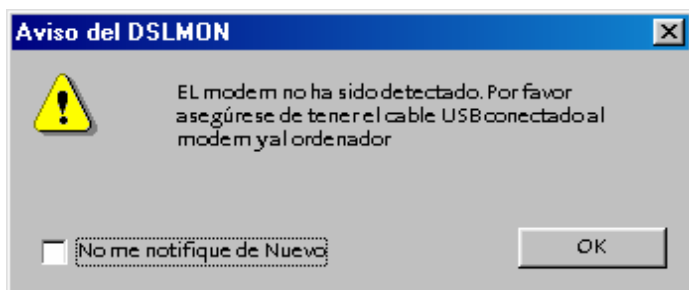 Aviso del DSLMON
EL modem no ha sido detectado. Por favor
asegúrese de tener el cable USB conectado al
modem y al ordenador
No me notifique de Nuevo
OK